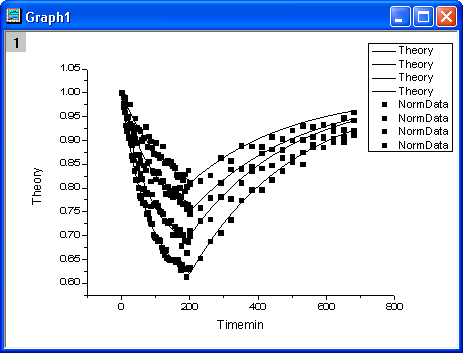 Graph1
1
Theory
Theory
Theory
Theory
NormData
NormData
NormData
NormData
1.05
1.00
0.95
0.90
0.85
0.80
0.75
0.70
0.65
0.60
Theory
0
200
400
600
800
Timemin